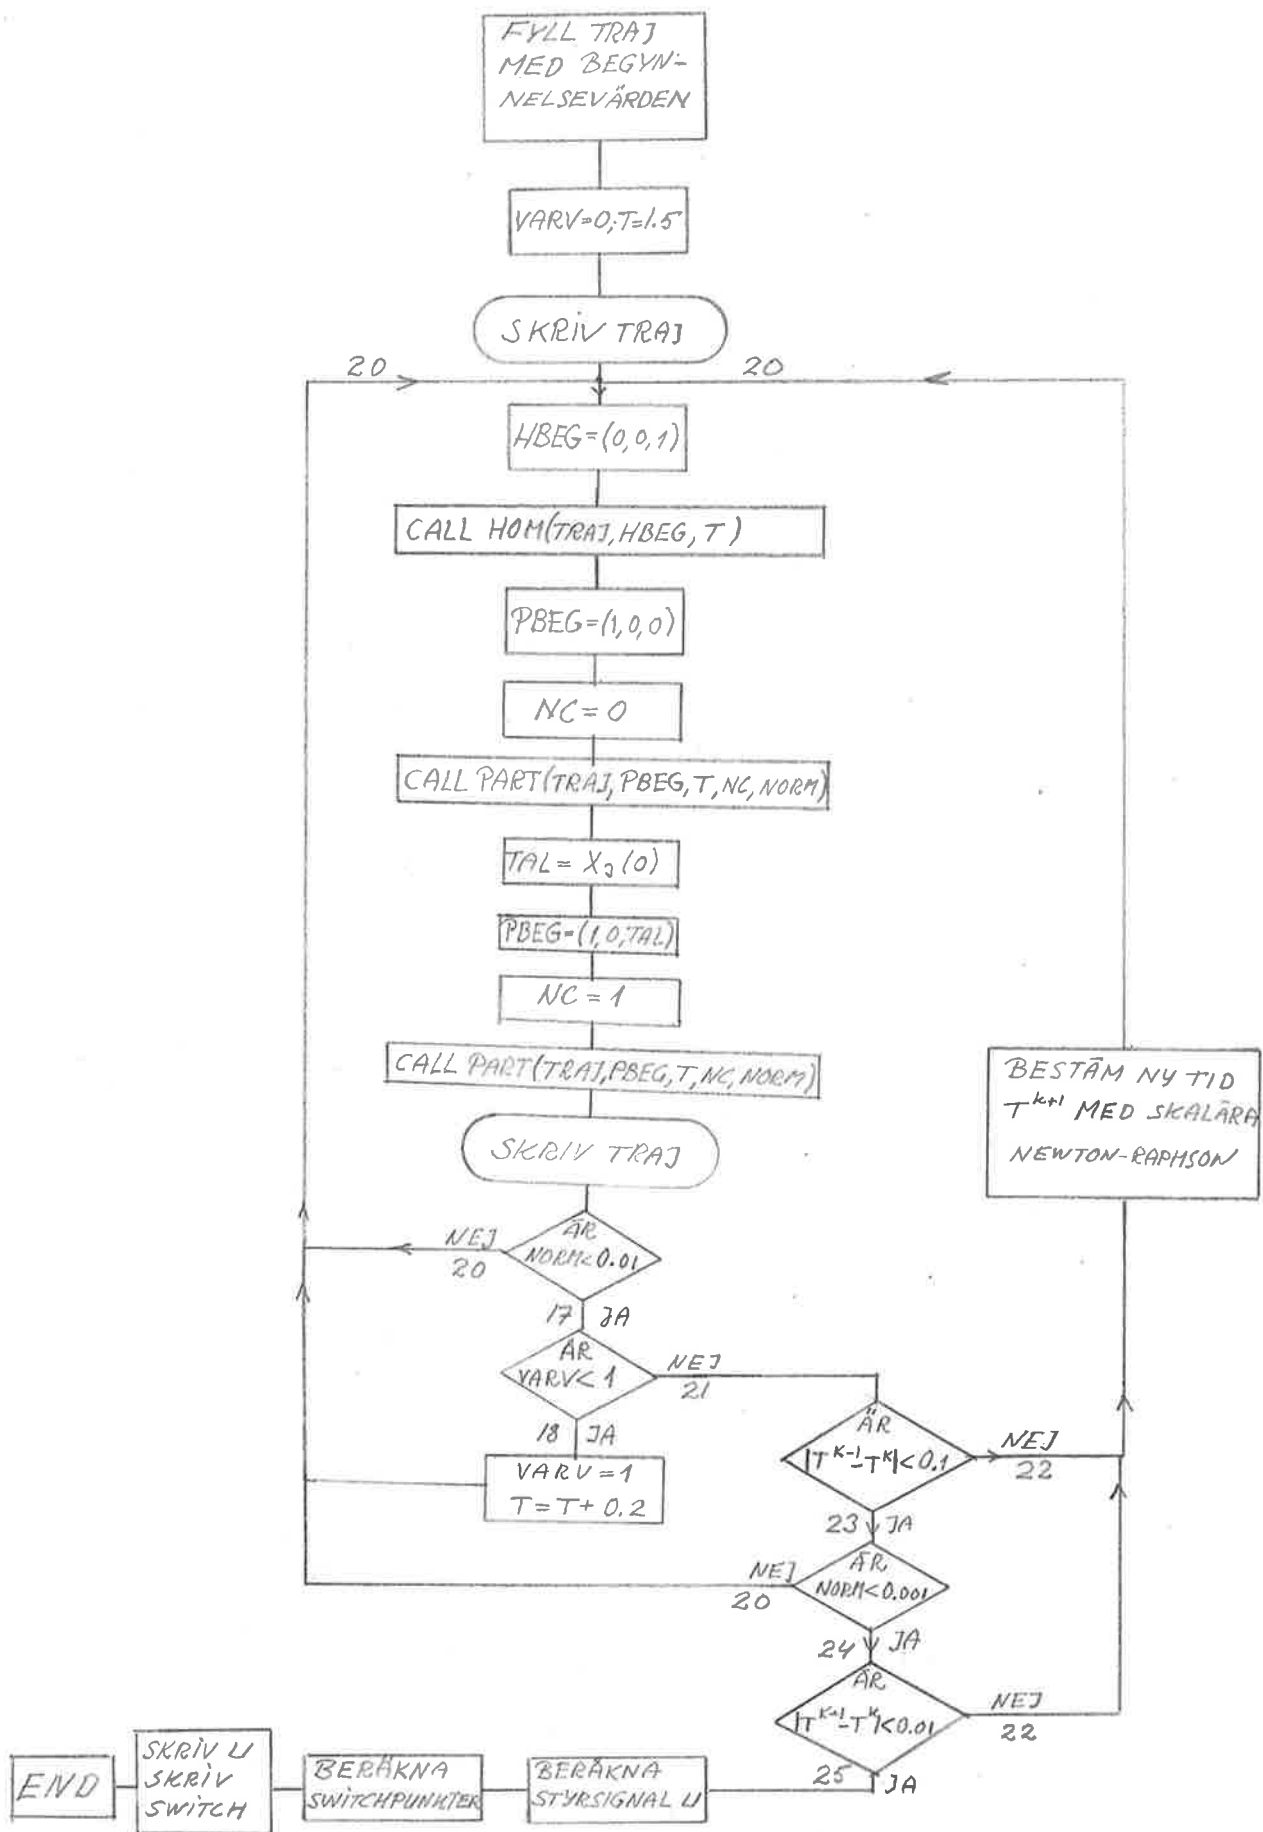 FYLL TRAJ
MED BEGYN-
NELSEVÄRDEN
VARV=0; T=1.5
SKRIV TRAJ
20
20
HBEG=(0,0,1)
CALL HOM(TRAJ,HBEG,T)
PBEG=(1,0,0)
NC=0
CALL PART(TRAJ,PBEG,T,NC,NORM)
TAL=X₃(0)
PBEG=(1,0,TAL)
NC=1
CALL PART(TRAJ,PBEG,T,NC,NORM)
BESTÄM NY TID
T^{k+1} MED SKALÄRA
NEWTON-RAPHSON
SKRIV TRAJ
ÄR
NORM<0.01
NEJ
20
17 JA
ÄR
VARV<1
NEJ
21
18 JA
VARV=1
T=T+0.2
ÄR
|T^{K-1}-T^K|<0.1
NEJ
22
23 JA
ÄR
NORM<0.001
NEJ
20
24 JA
ÄR
|T^{K-1}-T^K|<0.01
NEJ
22
25 JA
BERÄKNA
STYRSIGNAL U
BERÄKNA
SWITCHPUNKTER
SKRIV U
SKRIV
SWITCH
END